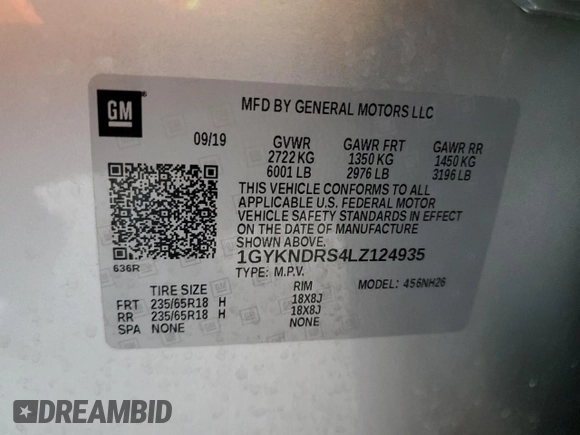 GM
MFD BY GENERAL MOTORS LLC
09/19 GVWR GAWR FRT GAWR RR
2722 KG 1350 KG 1450 KG
6001 LB 2976 LB 3196 LB
THIS VEHICLE CONFORMS TO ALL
APPLICABLE U.S. FEDERAL MOTOR
VEHICLE SAFETY STANDARDS IN EFFECT
ON THE DATE OF MANUFACTURE
SHOWN ABOVE.
636R
1GYKNDRS4LZ124935
TYPE: M.P.V. MODEL: 456NH26
TIRE SIZE RIM
FRT 235/65R18 H 18X8J
RR 235/65R18 H 18X8J
SPA NONE NONE
DREAMBID